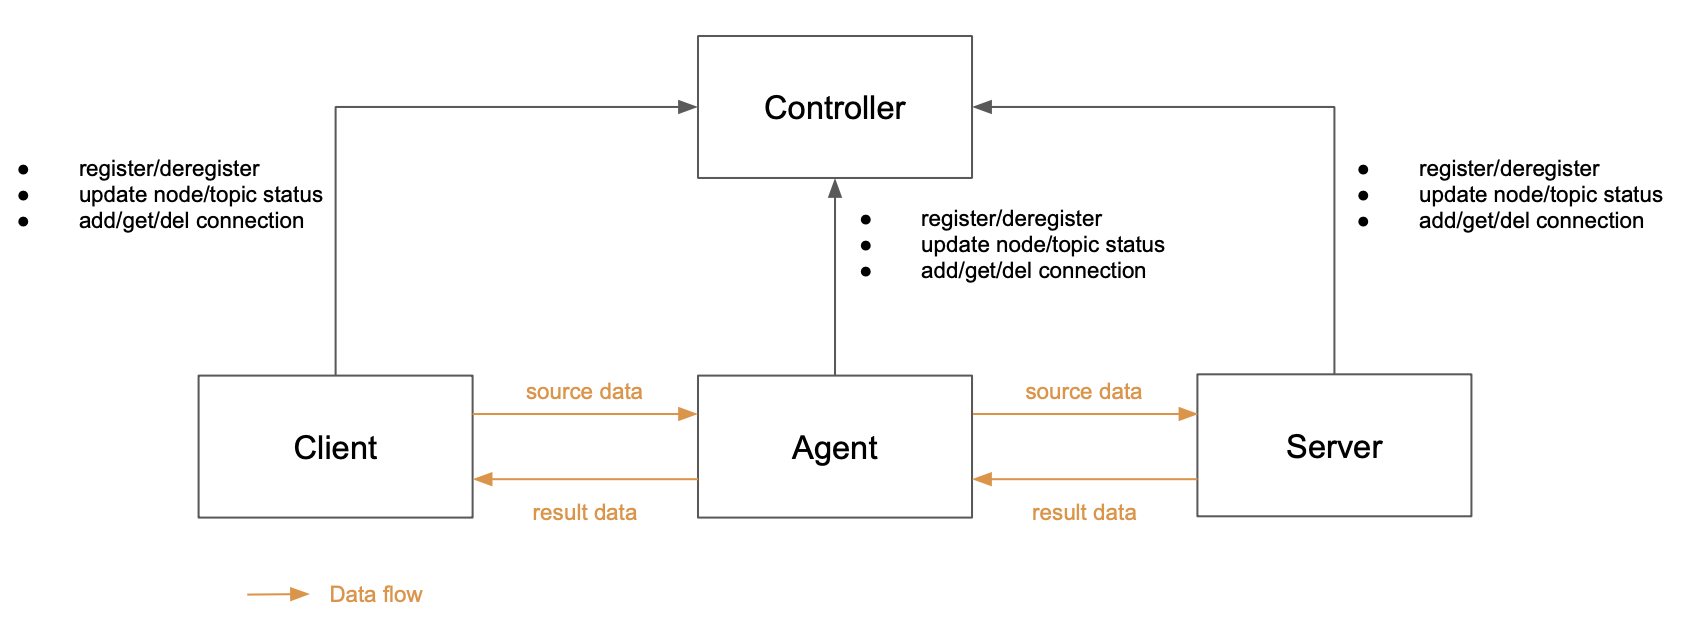 Controller
● register/deregister
● update node/topic status
● add/get/del connection
● register/deregister
● update node/topic status
● add/get/del connection
● register/deregister
● update node/topic status
● add/get/del connection
source data
source data
Client
Agent
Server
result data
result data
Data flow